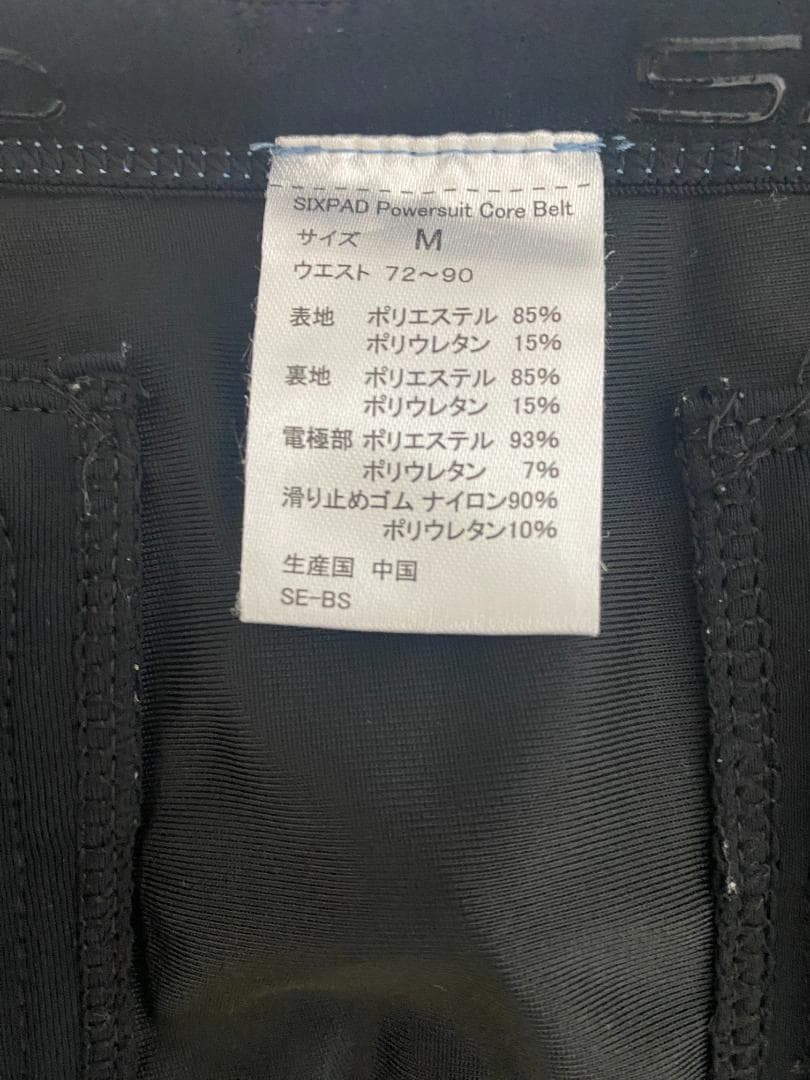 SIXPAD Powersuit Core Belt
サイズ M
ウエスト 72～90
表地 ポリエステル 85%
ポリウレタン 15%
裏地 ポリエステル 85%
ポリウレタン 15%
電極部 ポリエステル 93%
ポリウレタン 7%
滑り止めゴム ナイロン90%
ポリウレタン10%
生産国 中国
SE-BS